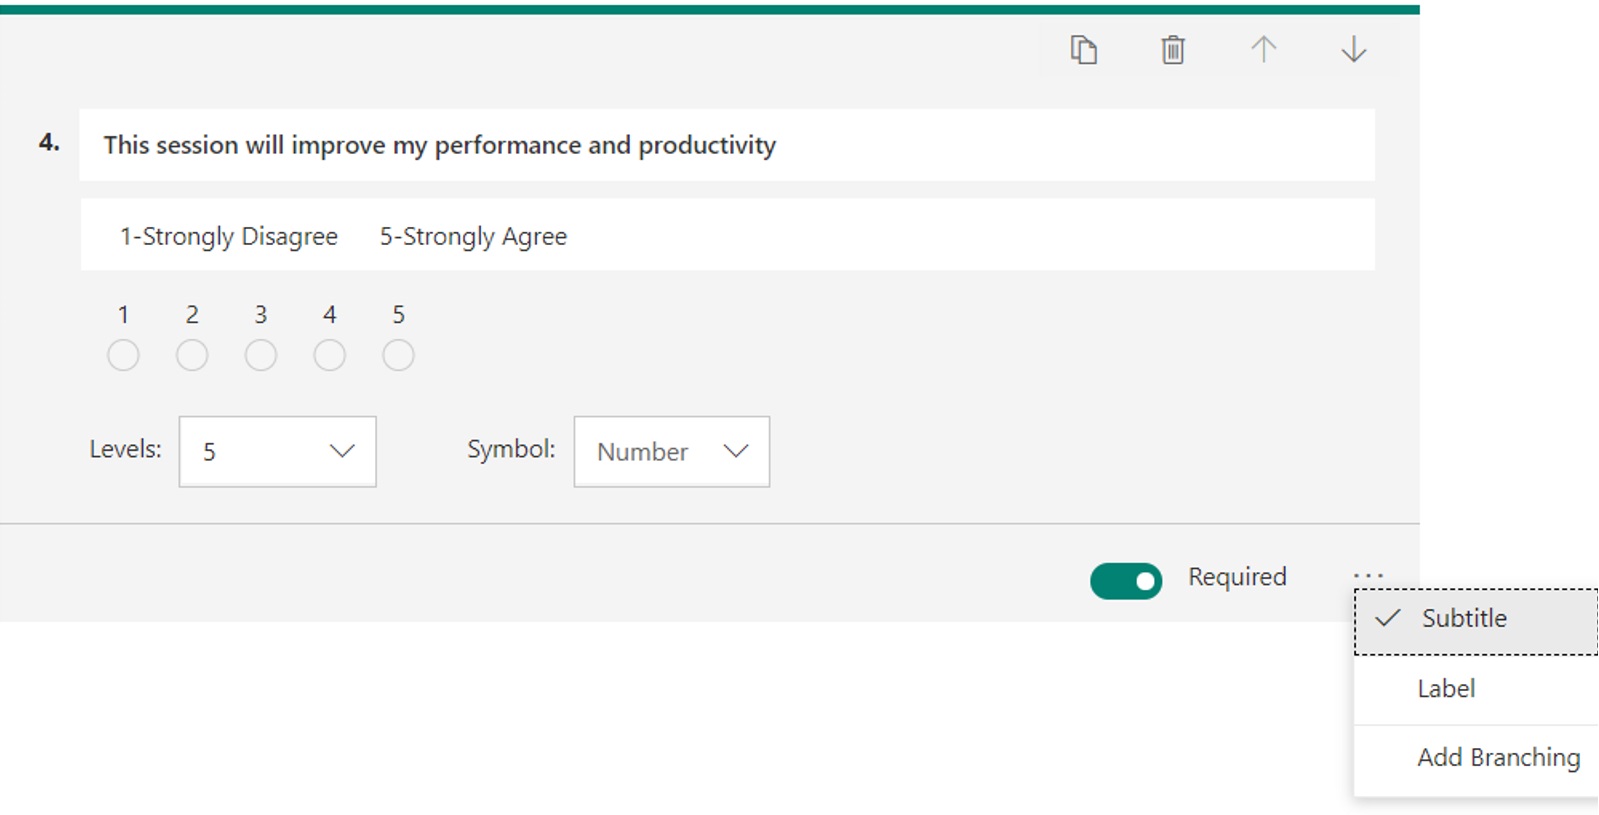 4. This session will improve my performance and productivity
1-Strongly Disagree 5-Strongly Agree
1 2 3 4 5
Levels: 5 Symbol: Number
Required ...
Subtitle
Label
Add Branching